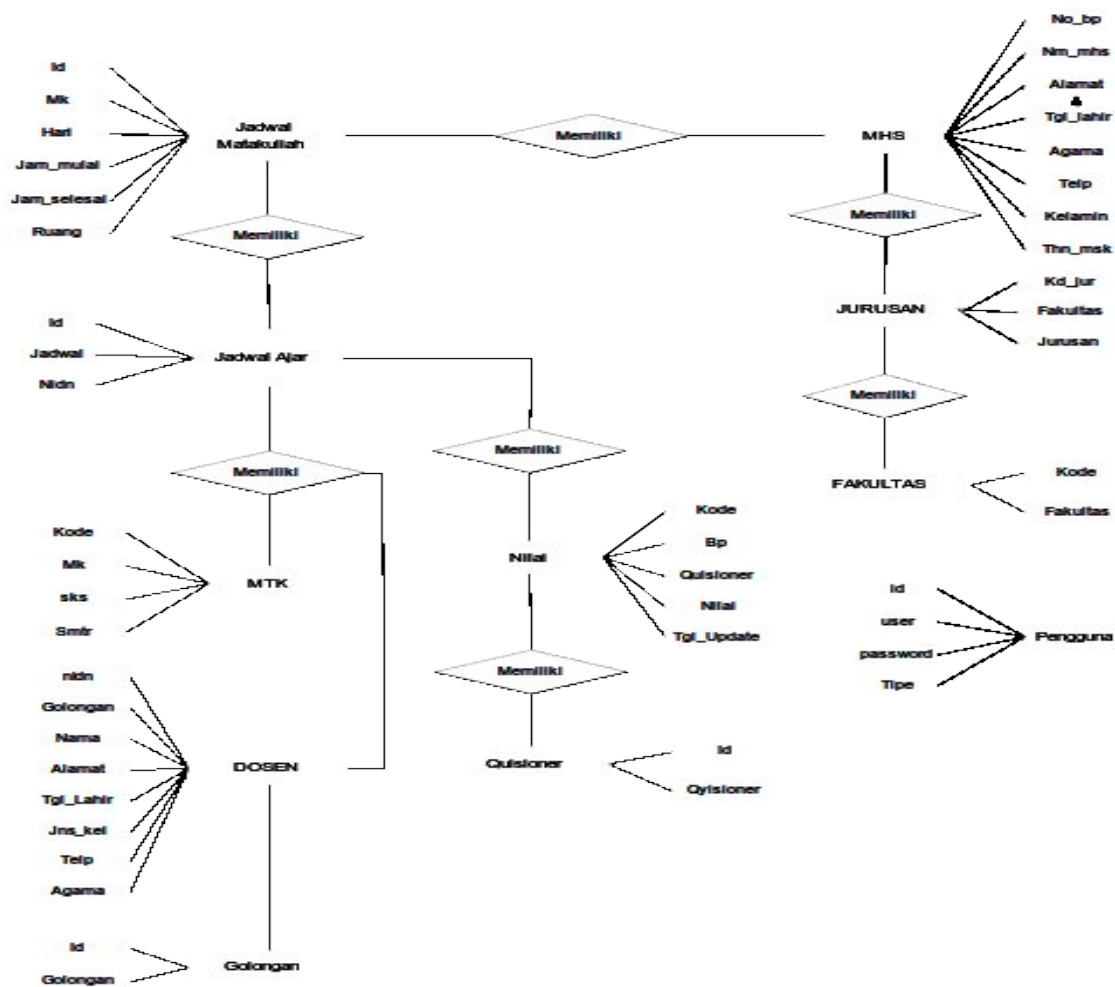 No_bp
Nm_mhs
Alamat
Tgl_lahir
Agama
Telp
Kelamin
Thn_msk
Id
Mk
Hari
Jam_mulai
Jam_selesai
Ruang
Jadwal
Matakuliah
Memiliki
MHS
Memiliki
Memiliki
JURUSAN
Kd_jur
Fakultas
Jurusan
Id
Jadwal
Nidn
Jadwal Ajar
Memiliki
Memiliki
Memiliki
FAKULTAS
Kode
Fakultas
Kode
Mk
sks
Smtr
MTK
Nilai
Kode
Bp
Quisioner
Nilai
Tgl_Update
id
user
password
Tipe
Pengguna
Memiliki
nidn
Golongan
Nama
Alamat
Tgl_Lahir
Jns_kel
Telp
Agama
DOSEN
Quisioner
Id
Qyisioner
Id
Golongan
Golongan